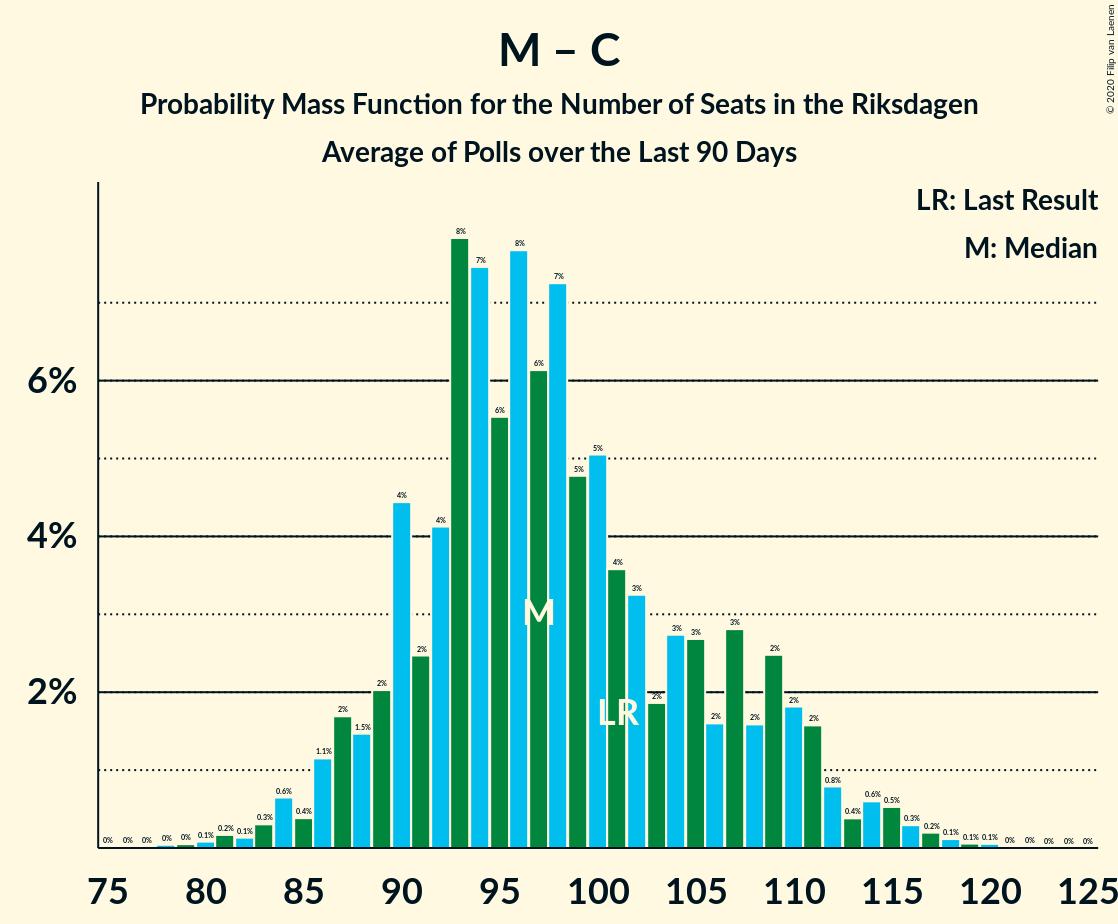 M – C
Probability Mass Function for the Number of Seats in the Riksdagen
Average of Polls over the Last 90 Days
© 2020 Filip van Laenen
LR: Last Result
M: Median
6%
4%
2%
0% 0% 0% 0% 0% 0.1% 0.2% 0.1% 0.3% 0.6% 0.4% 1.1% 2% 1.5% 2% 4% 2% 4% 8% 7% 6% 8% 6% 7% 5% 5% 4% 3% 2% 3% 3% 2% 3% 2% 2% 2% 2% 0.8% 0.4% 0.6% 0.5% 0.3% 0.2% 0.1% 0.1% 0.1% 0% 0% 0% 0% 0%
M
LR
75 80 85 90 95 100 105 110 115 120 125